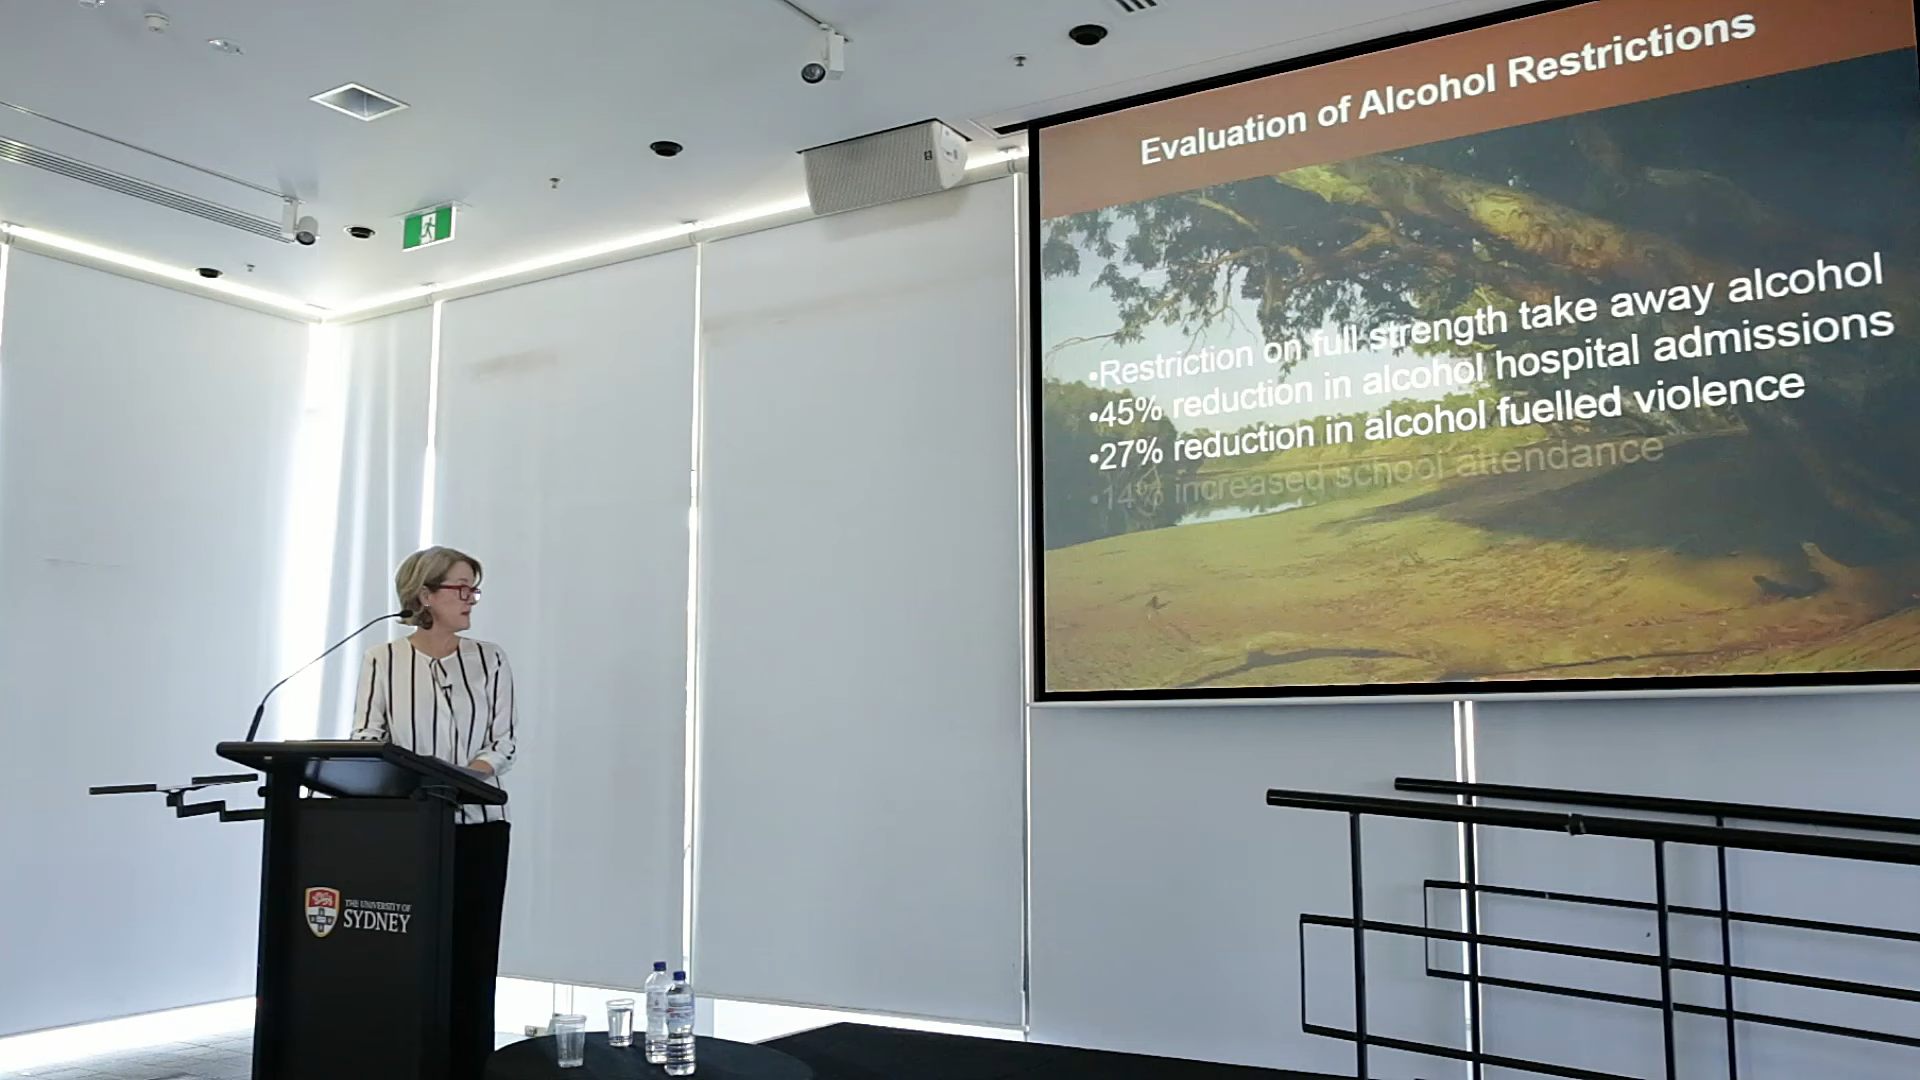 Evaluation of Alcohol Restrictions
•Restriction on full strength take away alcohol
•45% reduction in alcohol hospital admissions
•27% reduction in alcohol fuelled violence
•14% increased school attendance
THE UNIVERSITY OF
SYDNEY